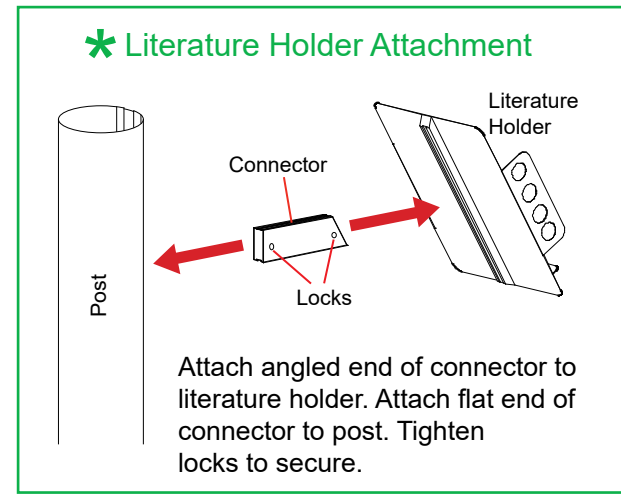 * Literature Holder Attachment
Literature
Holder
Connector
Locks
Post
Attach angled end of connector to
literature holder. Attach flat end of
connector to post. Tighten
locks to secure.